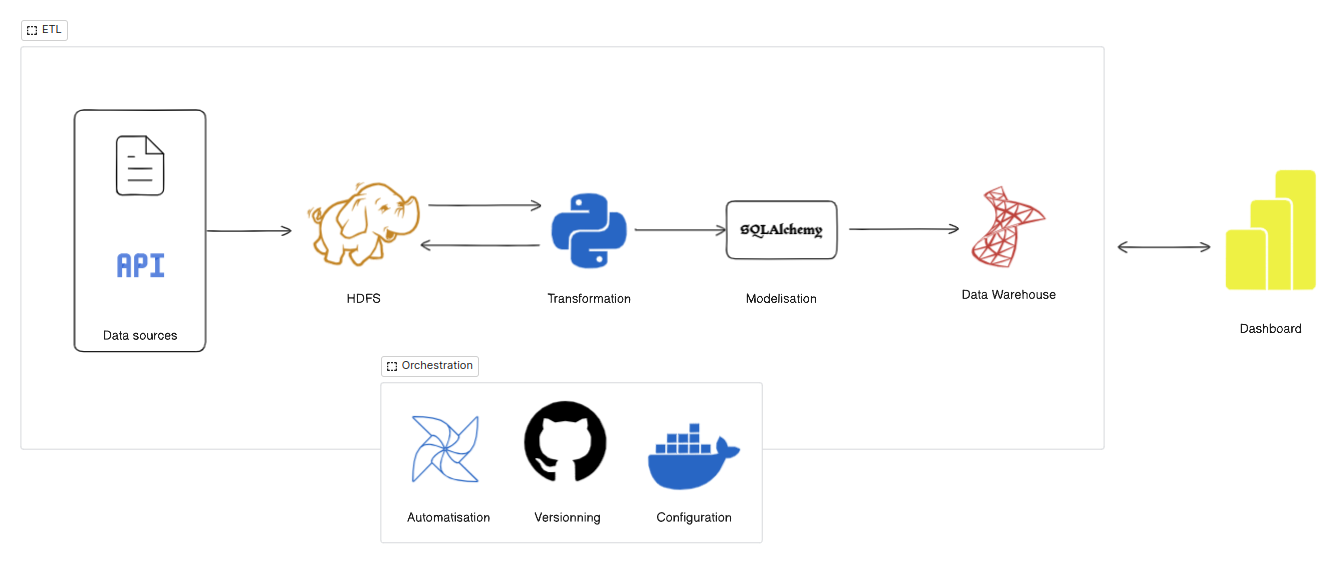 ETL
API
Data sources
HDFS
Transformation
SQLAlchemy
Modelisation
Data Warehouse
Dashboard
Orchestration
Automatisation
Versionning
Configuration